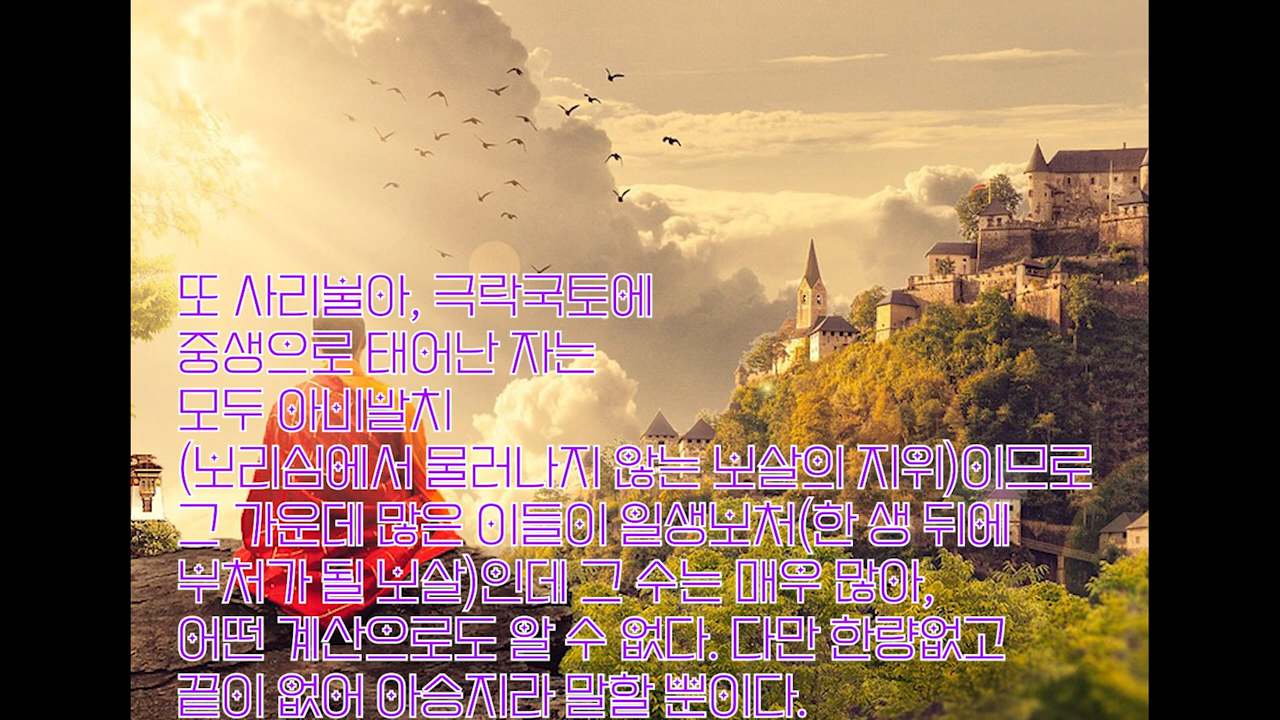 또 사리불아, 극락국토에
중생으로 태어난 자는
모두 아비발치
(보리심에서 물러나지 않는 보살의 지위)이므로
그 가운데 많은 이들이 일생보처(한 생 뒤에
부처가 될 보살)인데 그 수는 매우 많아,
어떤 계산으로도 알 수 없다. 다만 한량없고
끝이 없어 아승지라 말할 뿐이다.